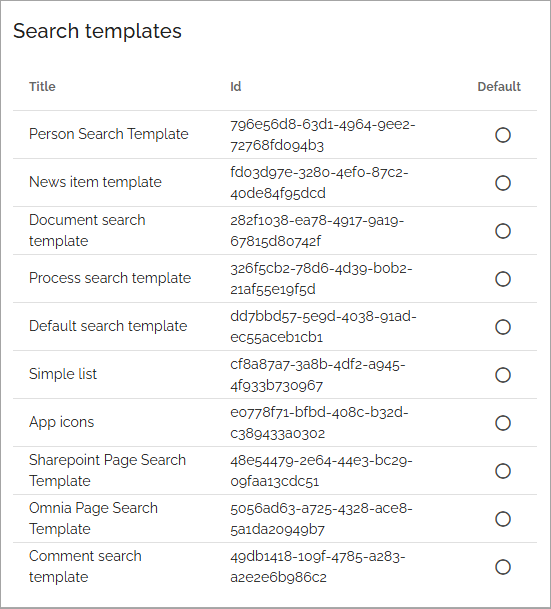 Search templates
Title Id Default
Person Search Template 796e56d8-63d1-4964-9ee2-
72768fd094b3
News item template fd03d97e-3280-4ef0-87c2-
40de84f95dcd
Document search 282f1038-ea78-4917-9a19-
template 67815d80742f
Process search template 326f5cb2-78d6-4d39-b0b2-
21af55e19f5d
Default search template dd7bbd57-5e9d-4038-91ad-
ec55aceb1cb1
Simple list cf8a87a7-3a8b-4df2-a945-
4f933b730967
App icons e0778f71-bfbd-408c-b32d-
c389433a0302
Sharepoint Page Search 48e54479-2e64-44e3-bc29-
Template 09faa13cdc51
Omnia Page Search 5056ad63-a725-4328-ace8-
Template 5a1da20949b7
Comment search 49db1418-109f-4785-a283-
template a2e2e6b986c2